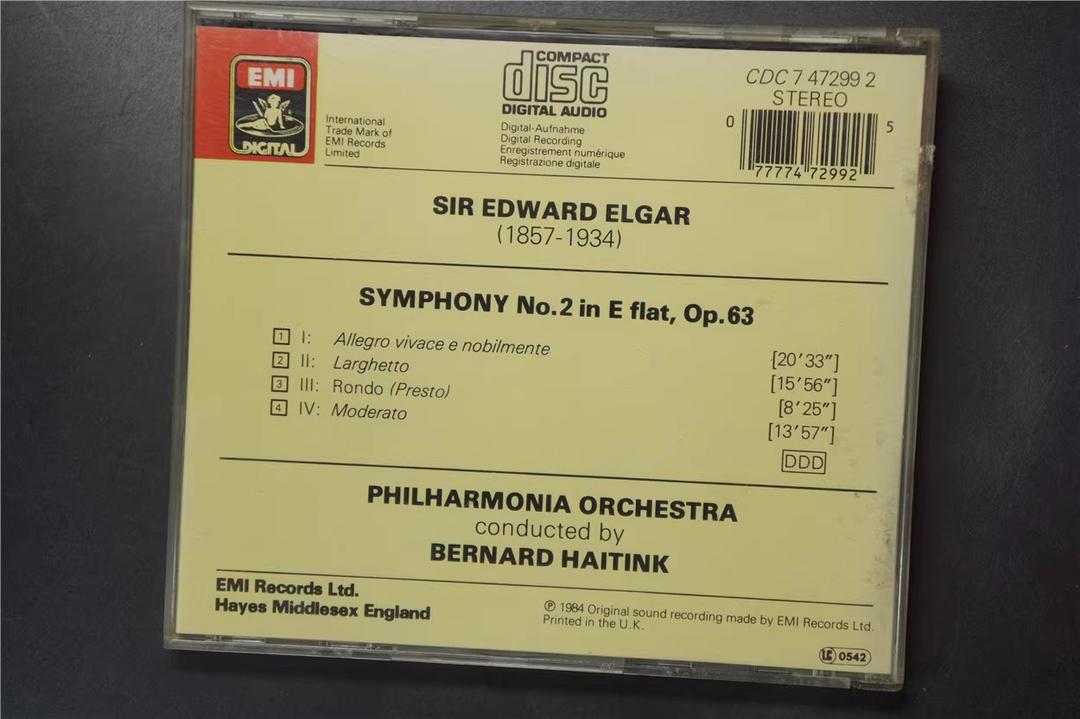 EMI
DIGITAL
International
Trade Mark of
EMI Records
Limited
COMPACT
disc
DIGITAL AUDIO
Digital-Aufnahme
Digital Recording
Enregistrement numérique
Registrazione digitale
CDC 7 47299 2
STEREO
0 77774 72992 5
SIR EDWARD ELGAR
(1857-1934)
SYMPHONY No.2 in E flat, Op.63
1 I: Allegro vivace e nobilmente [20'33"]
2 II: Larghetto [15'56"]
3 III: Rondo (Presto) [8'25"]
4 IV: Moderato [13'57"]
DDD
PHILHARMONIA ORCHESTRA
conducted by
BERNARD HAITINK
EMI Records Ltd.
Hayes Middlesex England
℗ 1984 Original sound recording made by EMI Records Ltd.
Printed in the U.K.
LC 0542